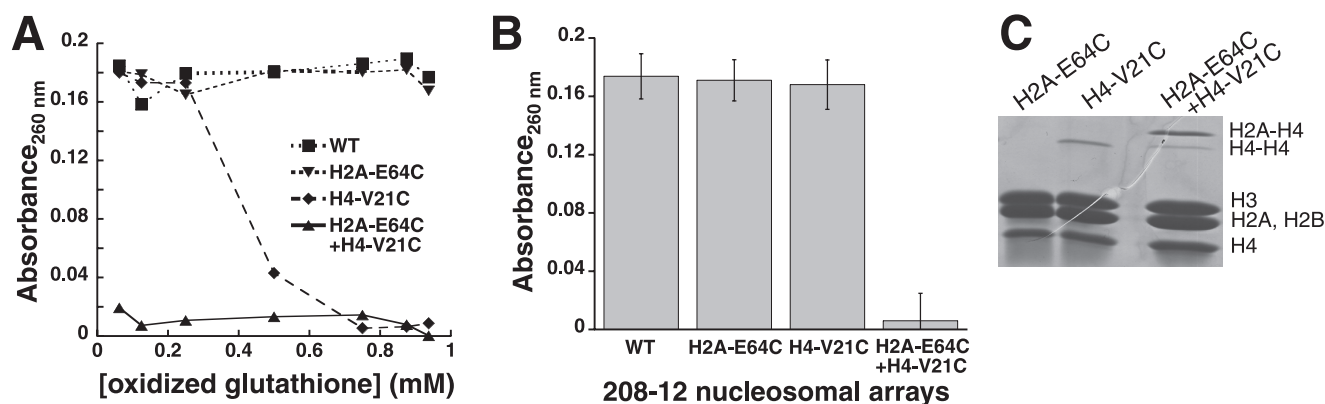 A
0.2
0.16
0.12
0.08
0.04
0
Absorbance260 nm
0 0.2 0.4 0.6 0.8 1
[oxidized glutathione] (mM)
WT
H2A-E64C
H4-V21C
H2A-E64C
+H4-V21C
B
0.2
0.16
0.12
0.08
0.04
0
Absorbance260 nm
WT H2A-E64C H4-V21C H2A-E64C
+H4-V21C
208-12 nucleosomal arrays
C
H2A-E64C
H4-V21C
H2A-E64C
+H4-V21C
H2A-H4
H4-H4
H3
H2A, H2B
H4